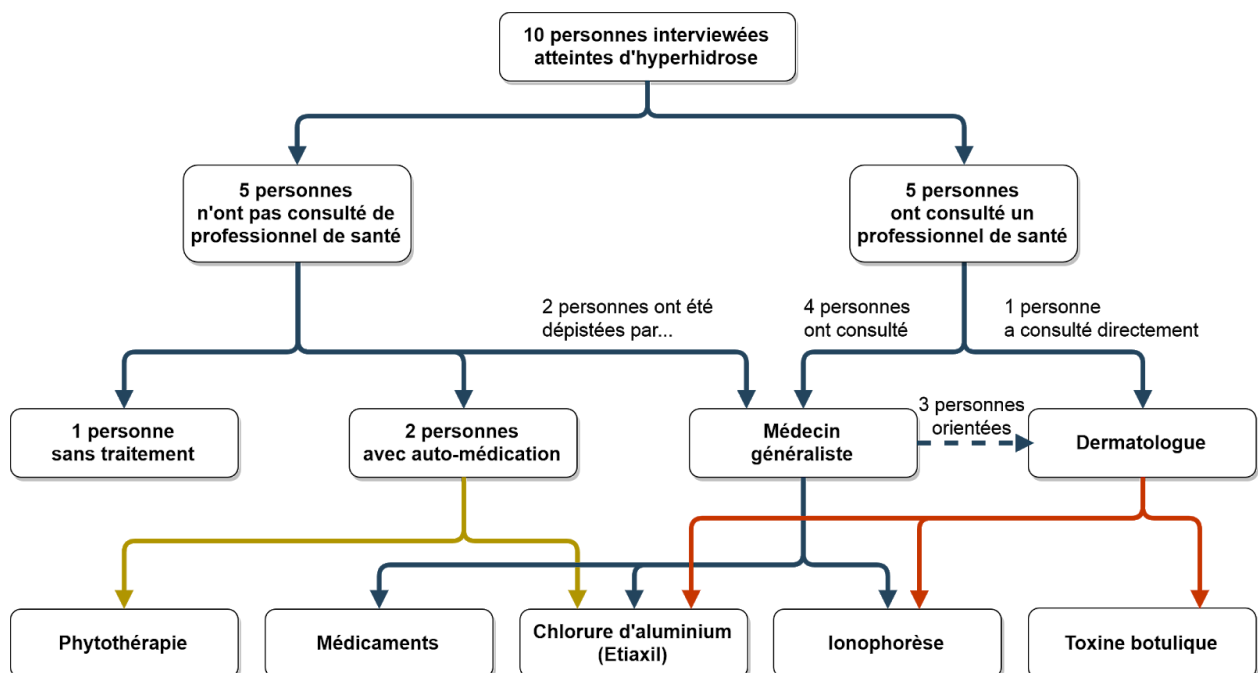 10 personnes interviewées
atteintes d'hyperhidrose
5 personnes
n'ont pas consulté de
professionnel de santé
5 personnes
ont consulté un
professionnel de santé
2 personnes ont été
dépistées par...
4 personnes
ont consulté
1 personne
a consulté directement
1 personne
sans traitement
2 personnes
avec auto-médication
Médecin
généraliste
3 personnes
orientées
Dermatologue
Phytothérapie
Médicaments
Chlorure d'aluminium
(Etiaxil)
Ionophorèse
Toxine botulique